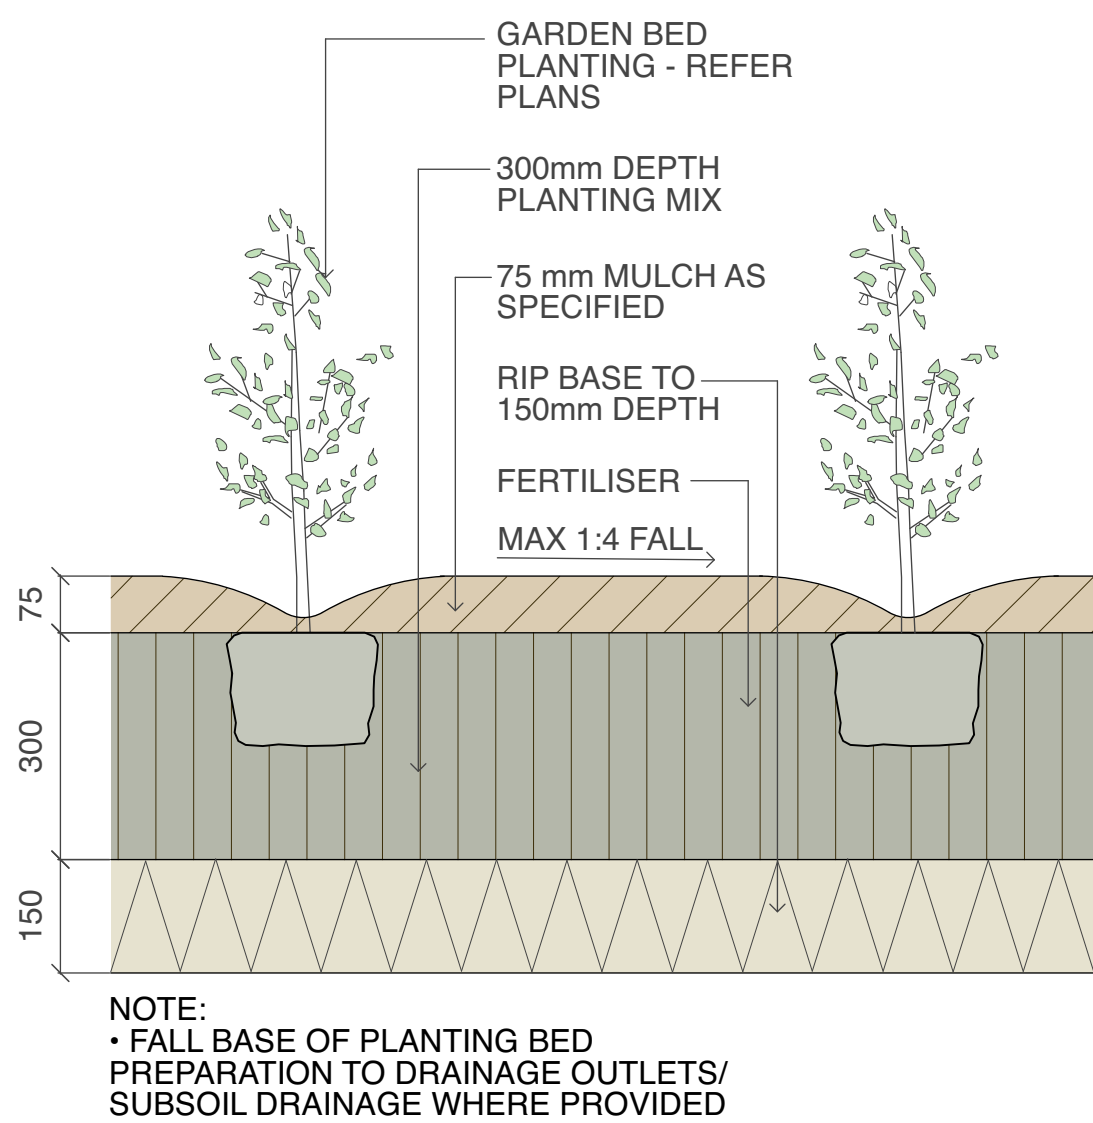 GARDEN BED
PLANTING - REFER
PLANS
300mm DEPTH
PLANTING MIX
75 mm MULCH AS
SPECIFIED
RIP BASE TO
150mm DEPTH
FERTILISER
MAX 1:4 FALL
75
300
150
NOTE:
• FALL BASE OF PLANTING BED
PREPARATION TO DRAINAGE OUTLETS/
SUBSOIL DRAINAGE WHERE PROVIDED